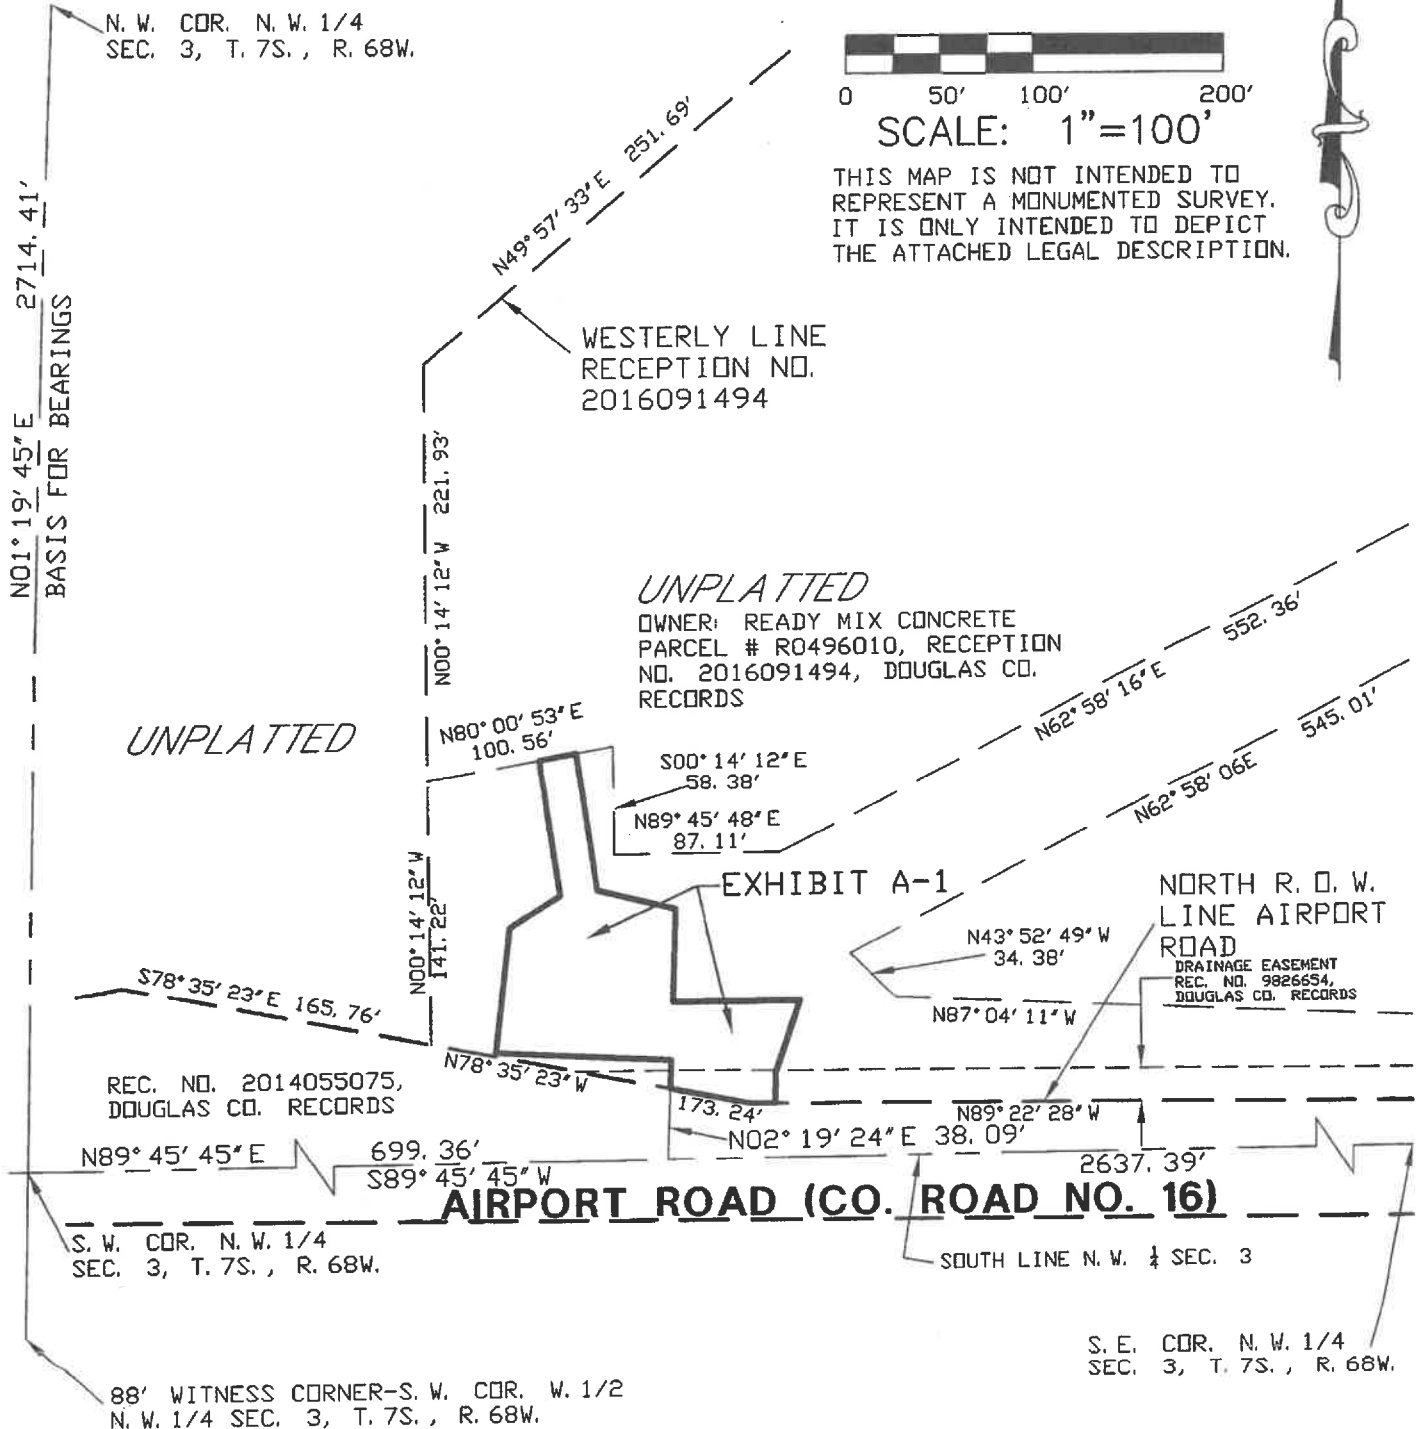 N. W. COR. N. W. 1/4
SEC. 3, T. 7S., R. 68W.
0 50' 100' 200'
SCALE: 1"=100'
THIS MAP IS NOT INTENDED TO
REPRESENT A MONUMENTED SURVEY.
IT IS ONLY INTENDED TO DEPICT
THE ATTACHED LEGAL DESCRIPTION.
N01°19'45"E 2714.41'
BASIS FOR BEARINGS
N49°57'33"E 251.69'
WESTERLY LINE
RECEPTION NO.
2016091494
N00°14'12"W 221.93'
UNPLATTED
OWNER: READY MIX CONCRETE
PARCEL # R0496010, RECEPTION
NO. 2016091494, DOUGLAS CO.
RECORDS
N62°58'16"E 552.36'
N62°58'06E 545.01'
UNPLATTED
N80°00'53"E
100.56'
S00°14'12"E
58.38'
N89°45'48"E
87.11'
EXHIBIT A-1
N00°14'12"W
141.22'
NORTH R. O. W.
LINE AIRPORT
ROAD
N43°52'49"W
34.38'
DRAINAGE EASEMENT
REC. NO. 9826654,
DOUGLAS CO. RECORDS
N87°04'11"W
S78°35'23"E 165.76'
N78°35'23"W
173.24'
REC. NO. 2014055075,
DOUGLAS CO. RECORDS
N89°22'28"W
N02°19'24"E 38.09'
N89°45'45"E 699.36'
S89°45'45"W 2637.39'
AIRPORT ROAD (CO. ROAD NO. 16)
S. W. COR. N. W. 1/4
SEC. 3, T. 7S., R. 68W.
SOUTH LINE N. W. ¼ SEC. 3
S. E. COR. N. W. 1/4
SEC. 3, T. 7S., R. 68W.
88' WITNESS CORNER-S. W. COR. W. 1/2
N. W. 1/4 SEC. 3, T. 7S., R. 68W.